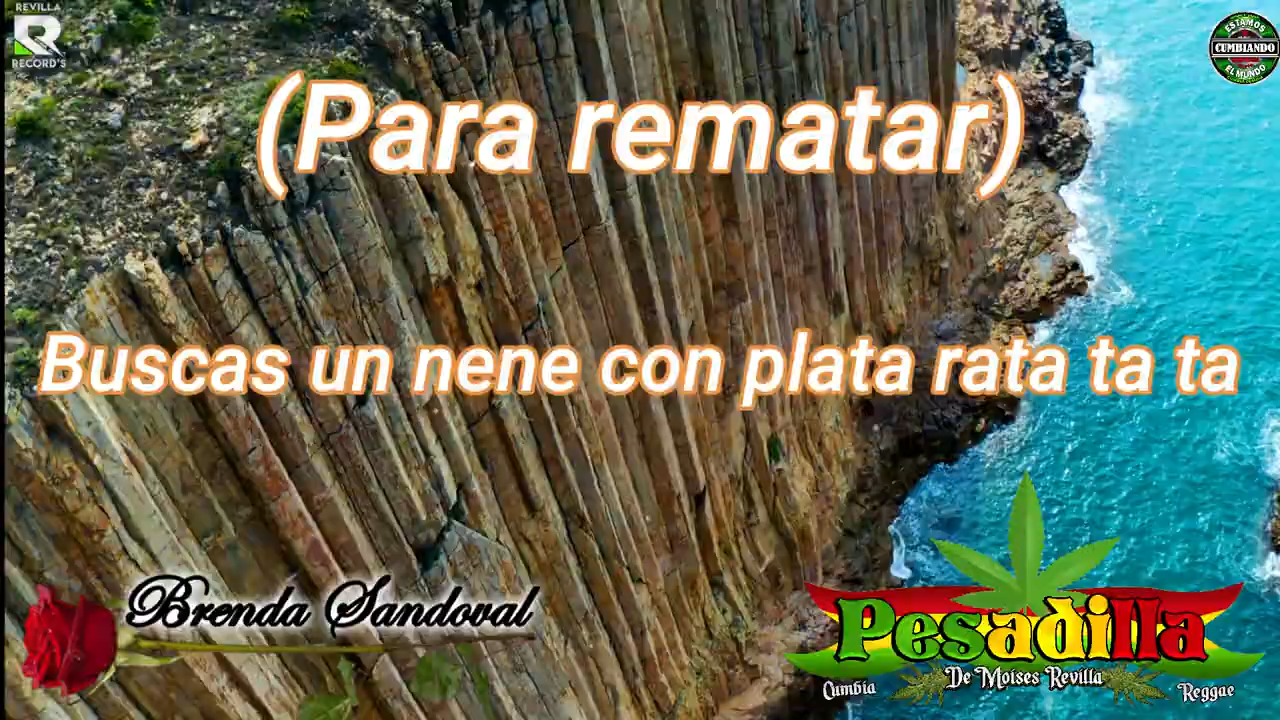 REVILLA
R
RECORD'S
ESTAMOS
CUMBIANDO
EL MUNDO
(Para rematar)
Buscas un nene con plata rata ta ta
Brenda Sandoval
Pesadilla
De Moises Revilla
Cumbia
Reggae